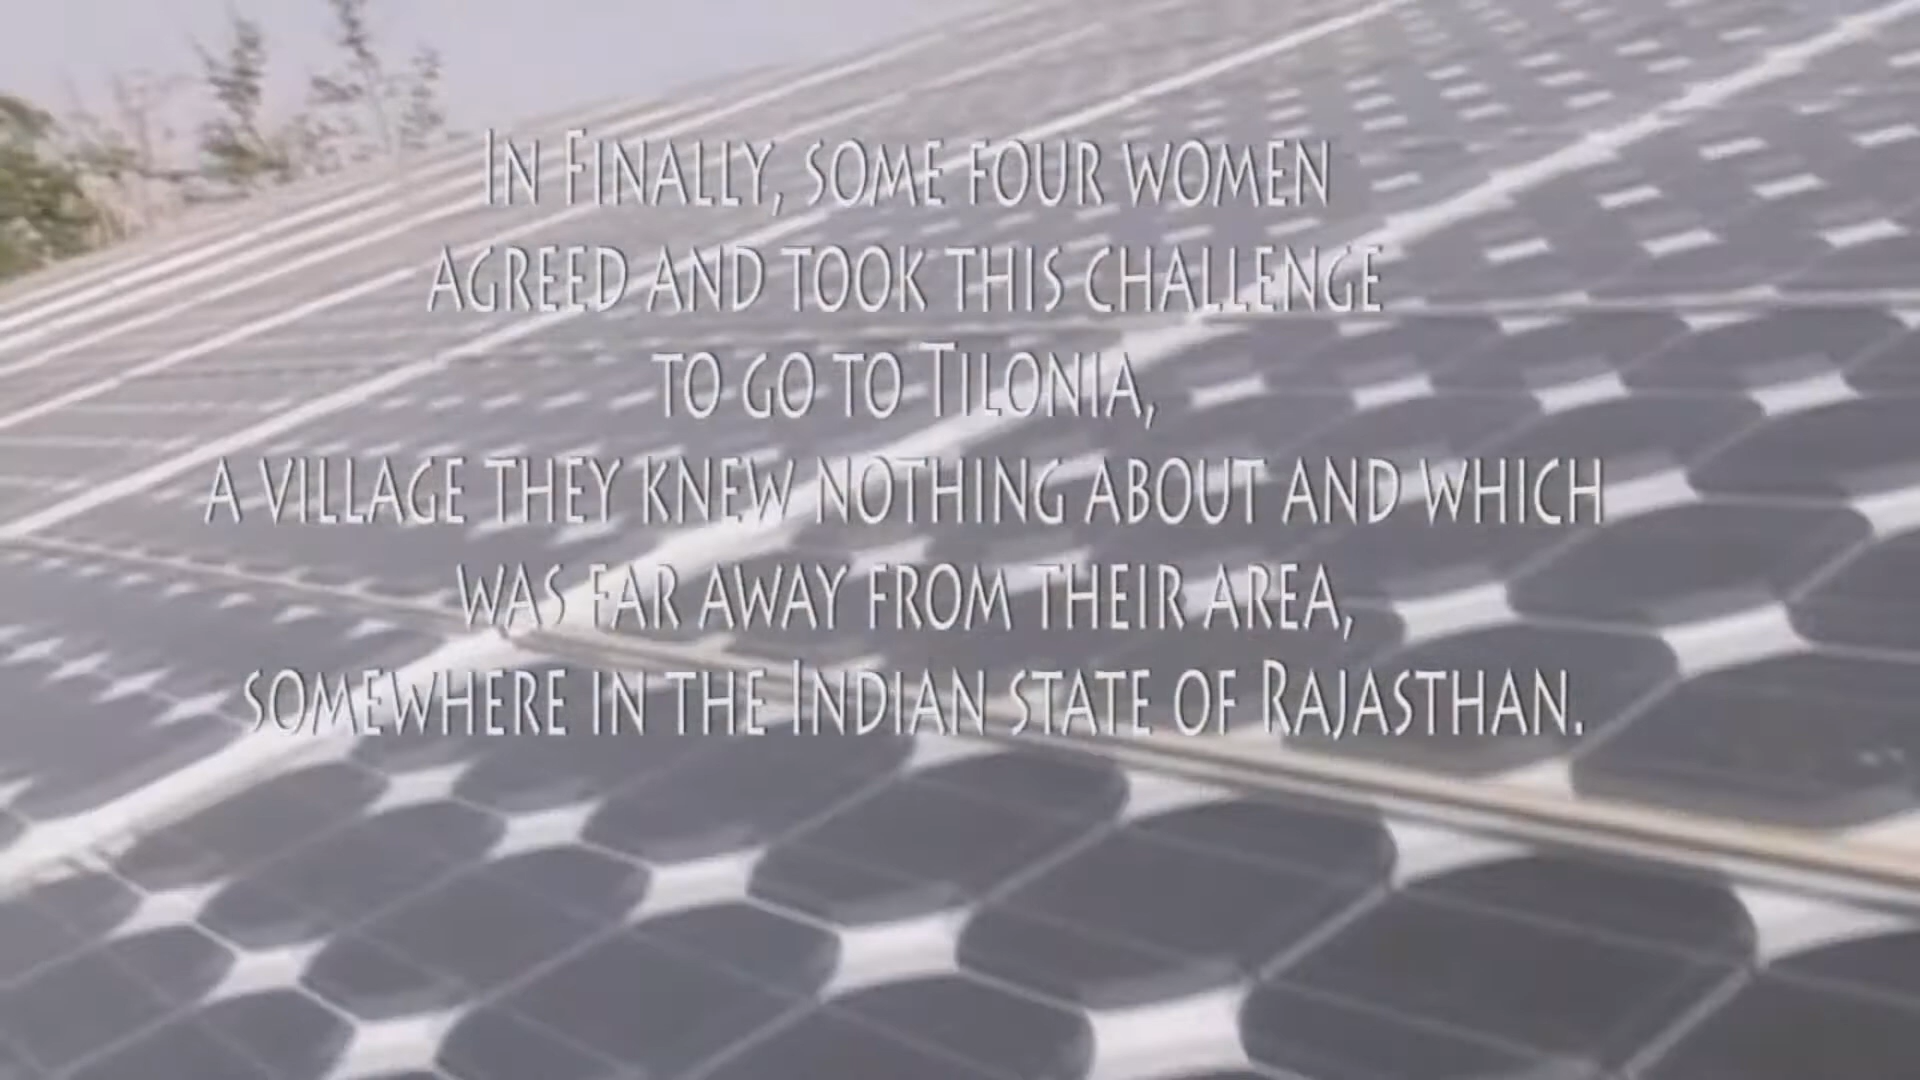 In Finally, some four women
agreed and took this challenge
to go to Tilonia,
a village they knew nothing about and which
was far away from their area,
somewhere in the Indian state of Rajasthan.